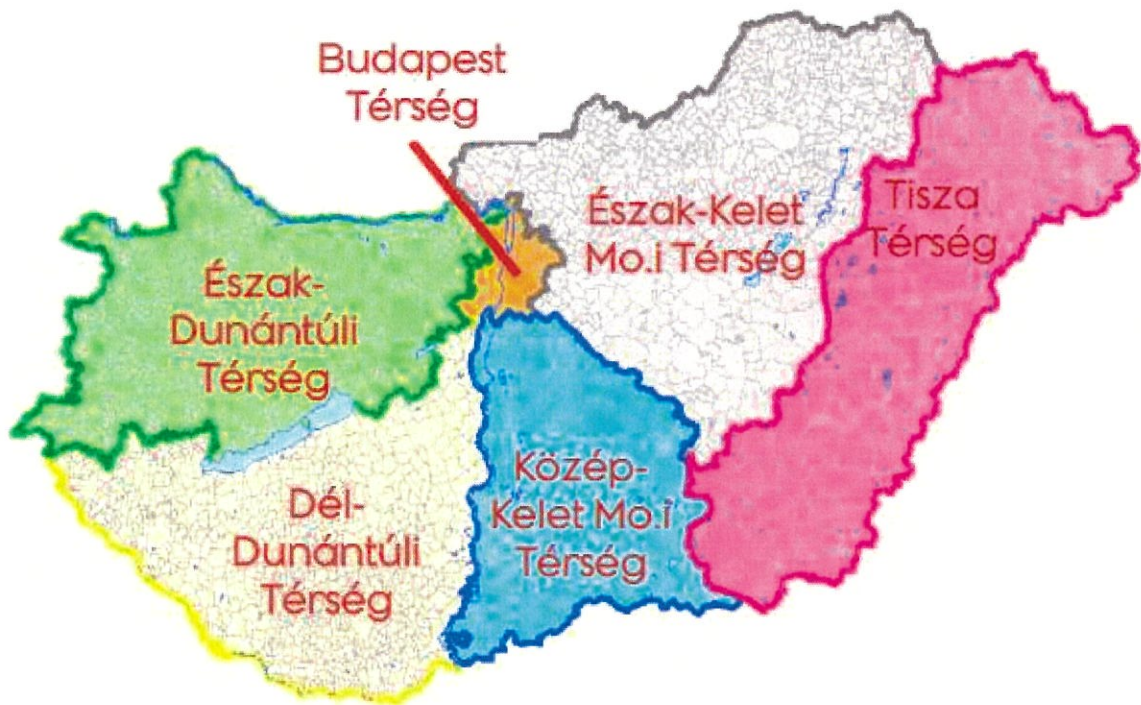 Budapest
Térség
Észak-Kelet
Mo.i Térség
Tisza
Térség
Észak-
Dunántúli
Térség
Közép-
Kelet Mo.i
Térség
Dél-
Dunántúli
Térség